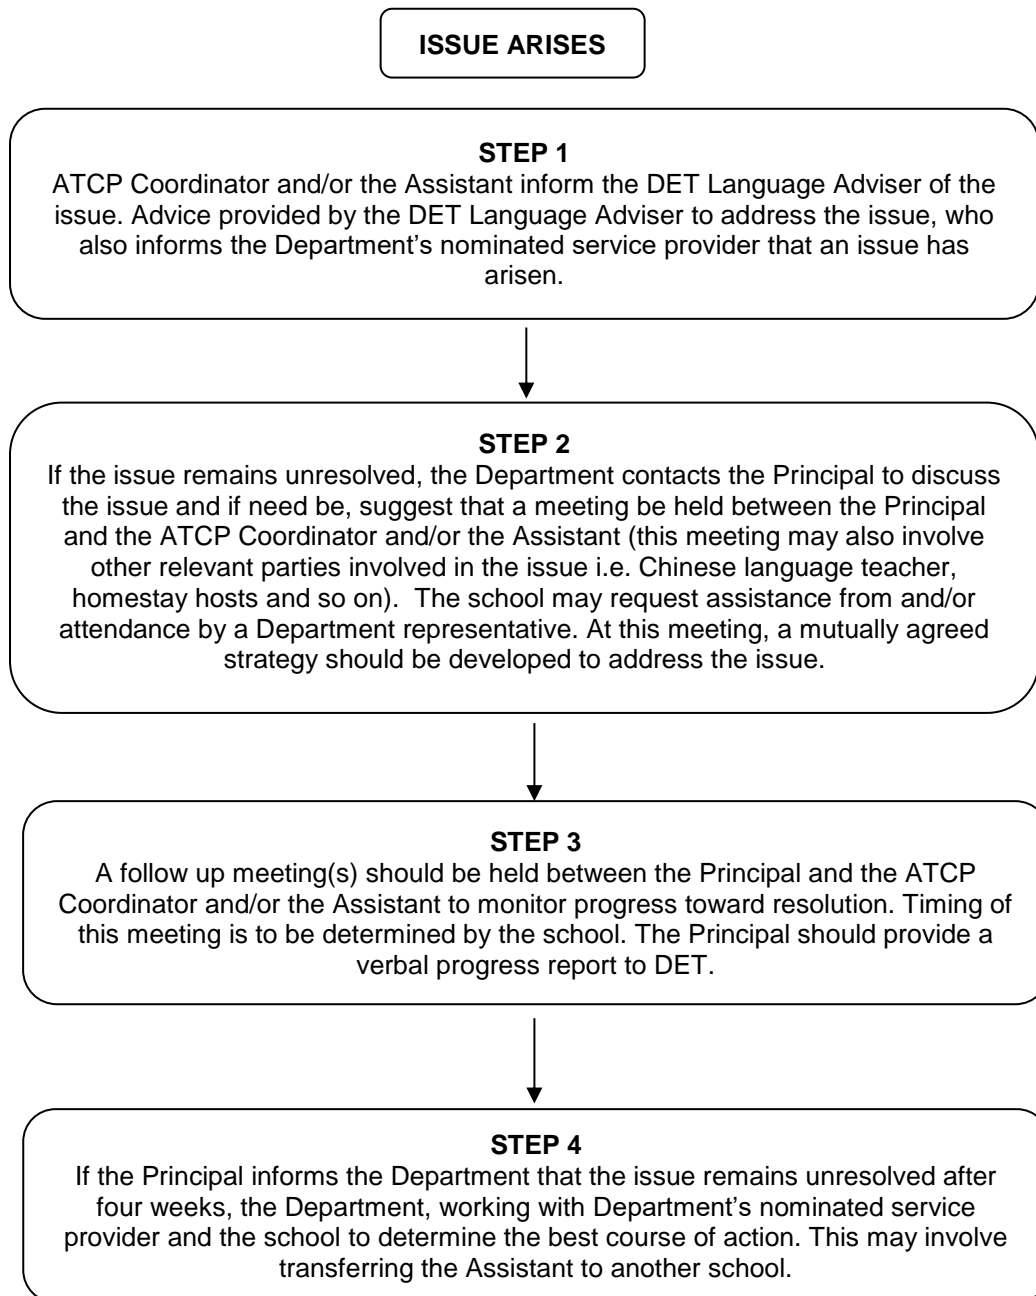 ISSUE ARISES
STEP 1
ATCP Coordinator and/or the Assistant inform the DET Language Adviser of the
issue. Advice provided by the DET Language Adviser to address the issue, who
also informs the Department’s nominated service provider that an issue has
arisen.
STEP 2
If the issue remains unresolved, the Department contacts the Principal to discuss
the issue and if need be, suggest that a meeting be held between the Principal
and the ATCP Coordinator and/or the Assistant (this meeting may also involve
other relevant parties involved in the issue i.e. Chinese language teacher,
homestay hosts and so on).  The school may request assistance from and/or
attendance by a Department representative. At this meeting, a mutually agreed
strategy should be developed to address the issue.
STEP 3
A follow up meeting(s) should be held between the Principal and the ATCP
Coordinator and/or the Assistant to monitor progress toward resolution. Timing of
this meeting is to be determined by the school. The Principal should provide a
verbal progress report to DET.
STEP 4
If the Principal informs the Department that the issue remains unresolved after
four weeks, the Department, working with Department’s nominated service
provider and the school to determine the best course of action. This may involve
transferring the Assistant to another school.